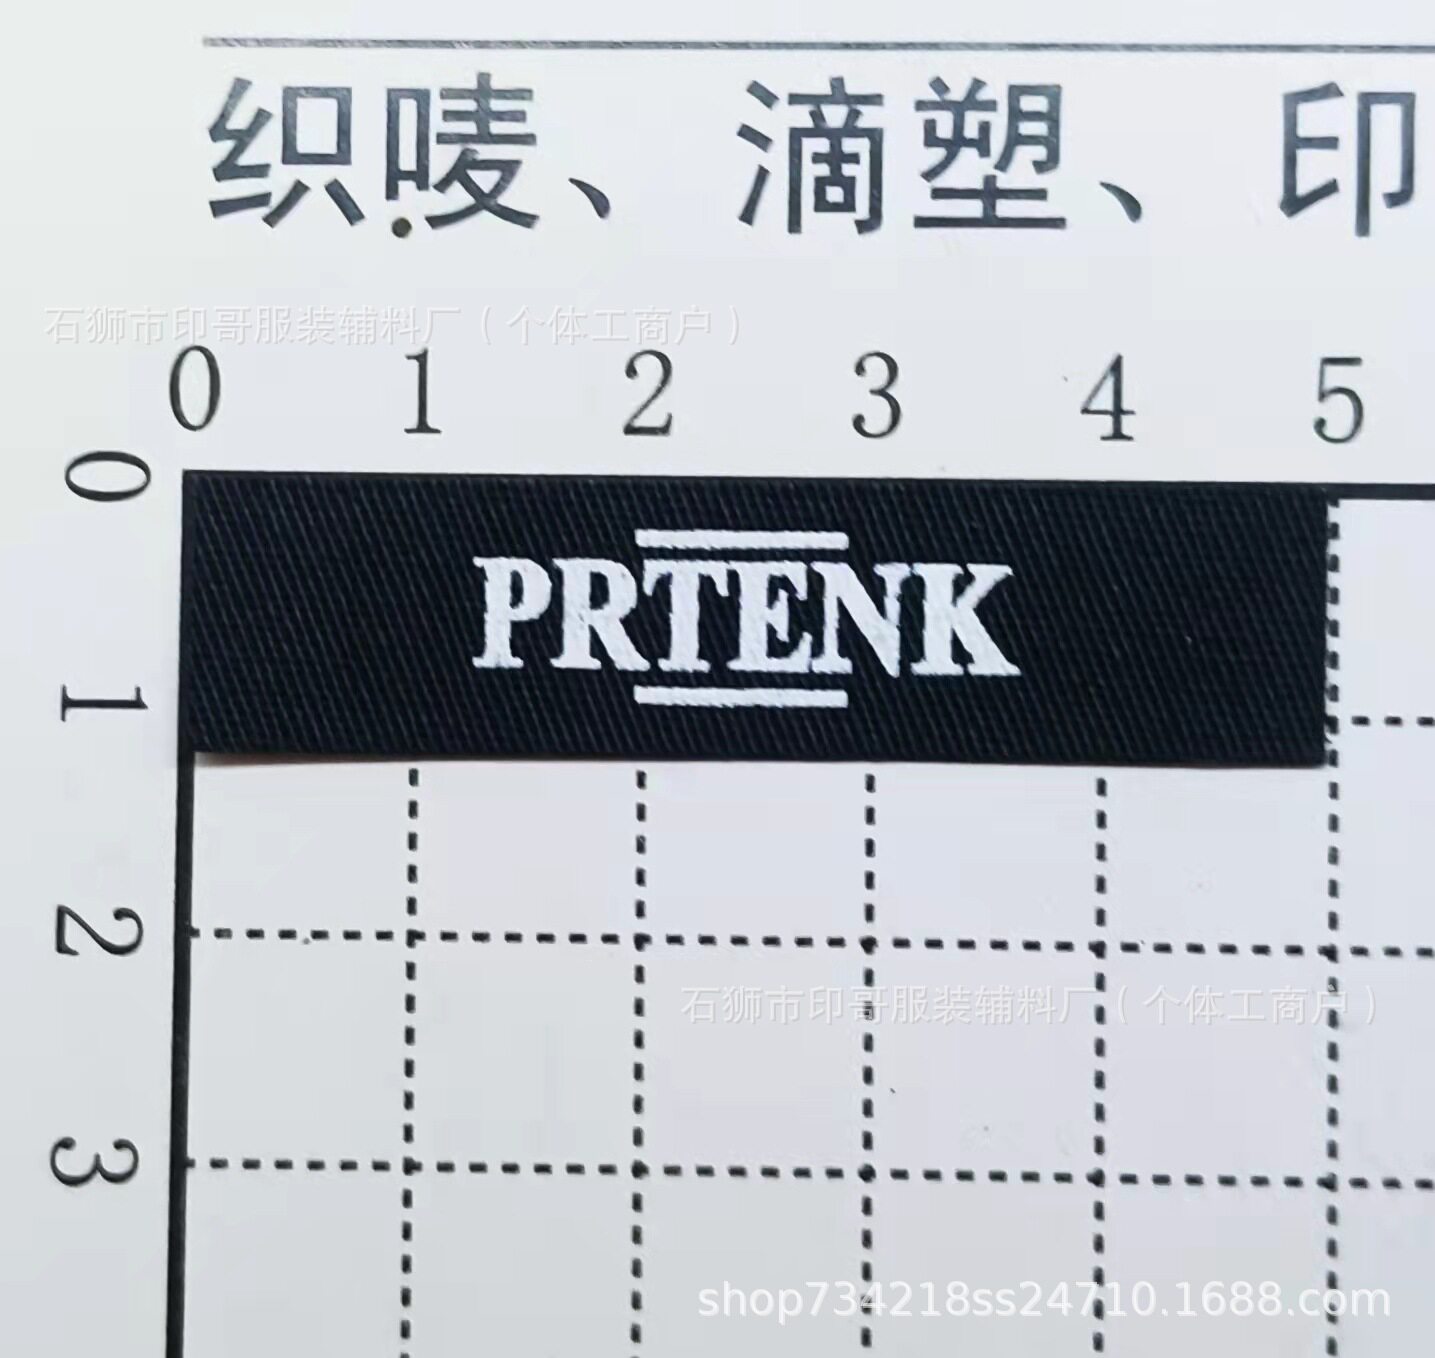 织唛、滴塑、印
石狮市印哥服装辅料厂（个体工商户）
0 1 2 3 4 5
0
PRTENK
1
2
石狮市印哥服装辅料厂（个体工商户）
3
shop734218ss24710.1688.com